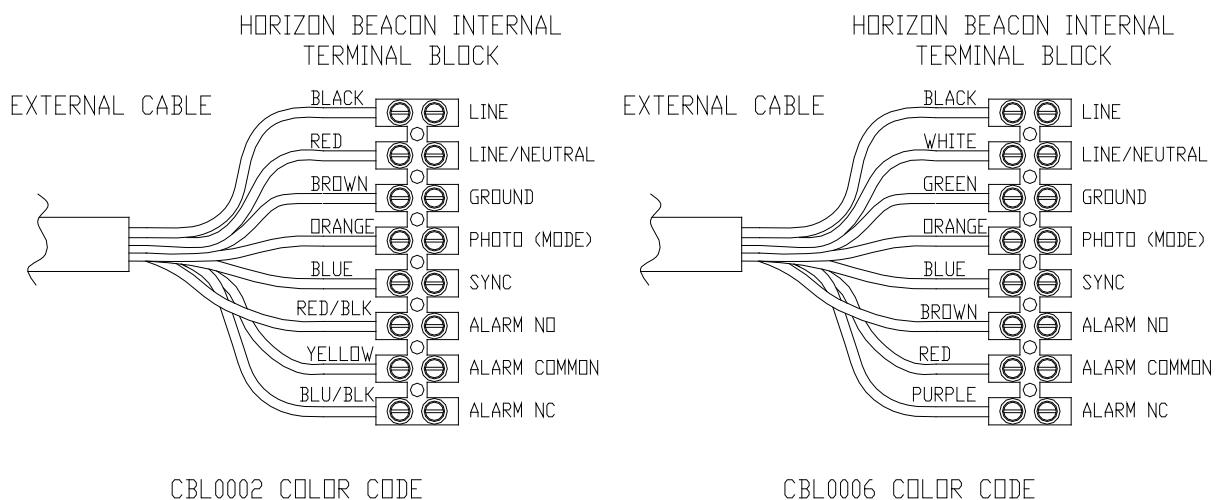 HORIZON BEACON INTERNAL
TERMINAL BLOCK
EXTERNAL CABLE
BLACK LINE
RED LINE/NEUTRAL
BROWN GROUND
ORANGE PHOTO (MODE)
BLUE SYNC
RED/BLK ALARM NO
YELLOW ALARM COMMON
BLU/BLK ALARM NC
CBL0002 COLOR CODE
HORIZON BEACON INTERNAL
TERMINAL BLOCK
EXTERNAL CABLE
BLACK LINE
WHITE LINE/NEUTRAL
GREEN GROUND
ORANGE PHOTO (MODE)
BLUE SYNC
BROWN ALARM NO
RED ALARM COMMON
PURPLE ALARM NC
CBL0006 COLOR CODE